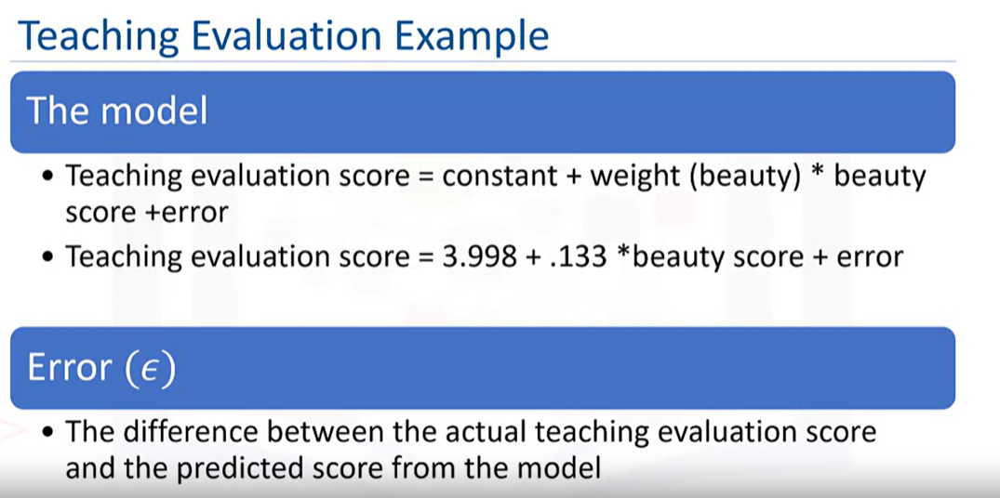 Teaching Evaluation Example
The model
• Teaching evaluation score = constant + weight (beauty) * beauty
score +error
• Teaching evaluation score = 3.998 + .133 *beauty score + error
Error (ϵ)
• The difference between the actual teaching evaluation score
and the predicted score from the model